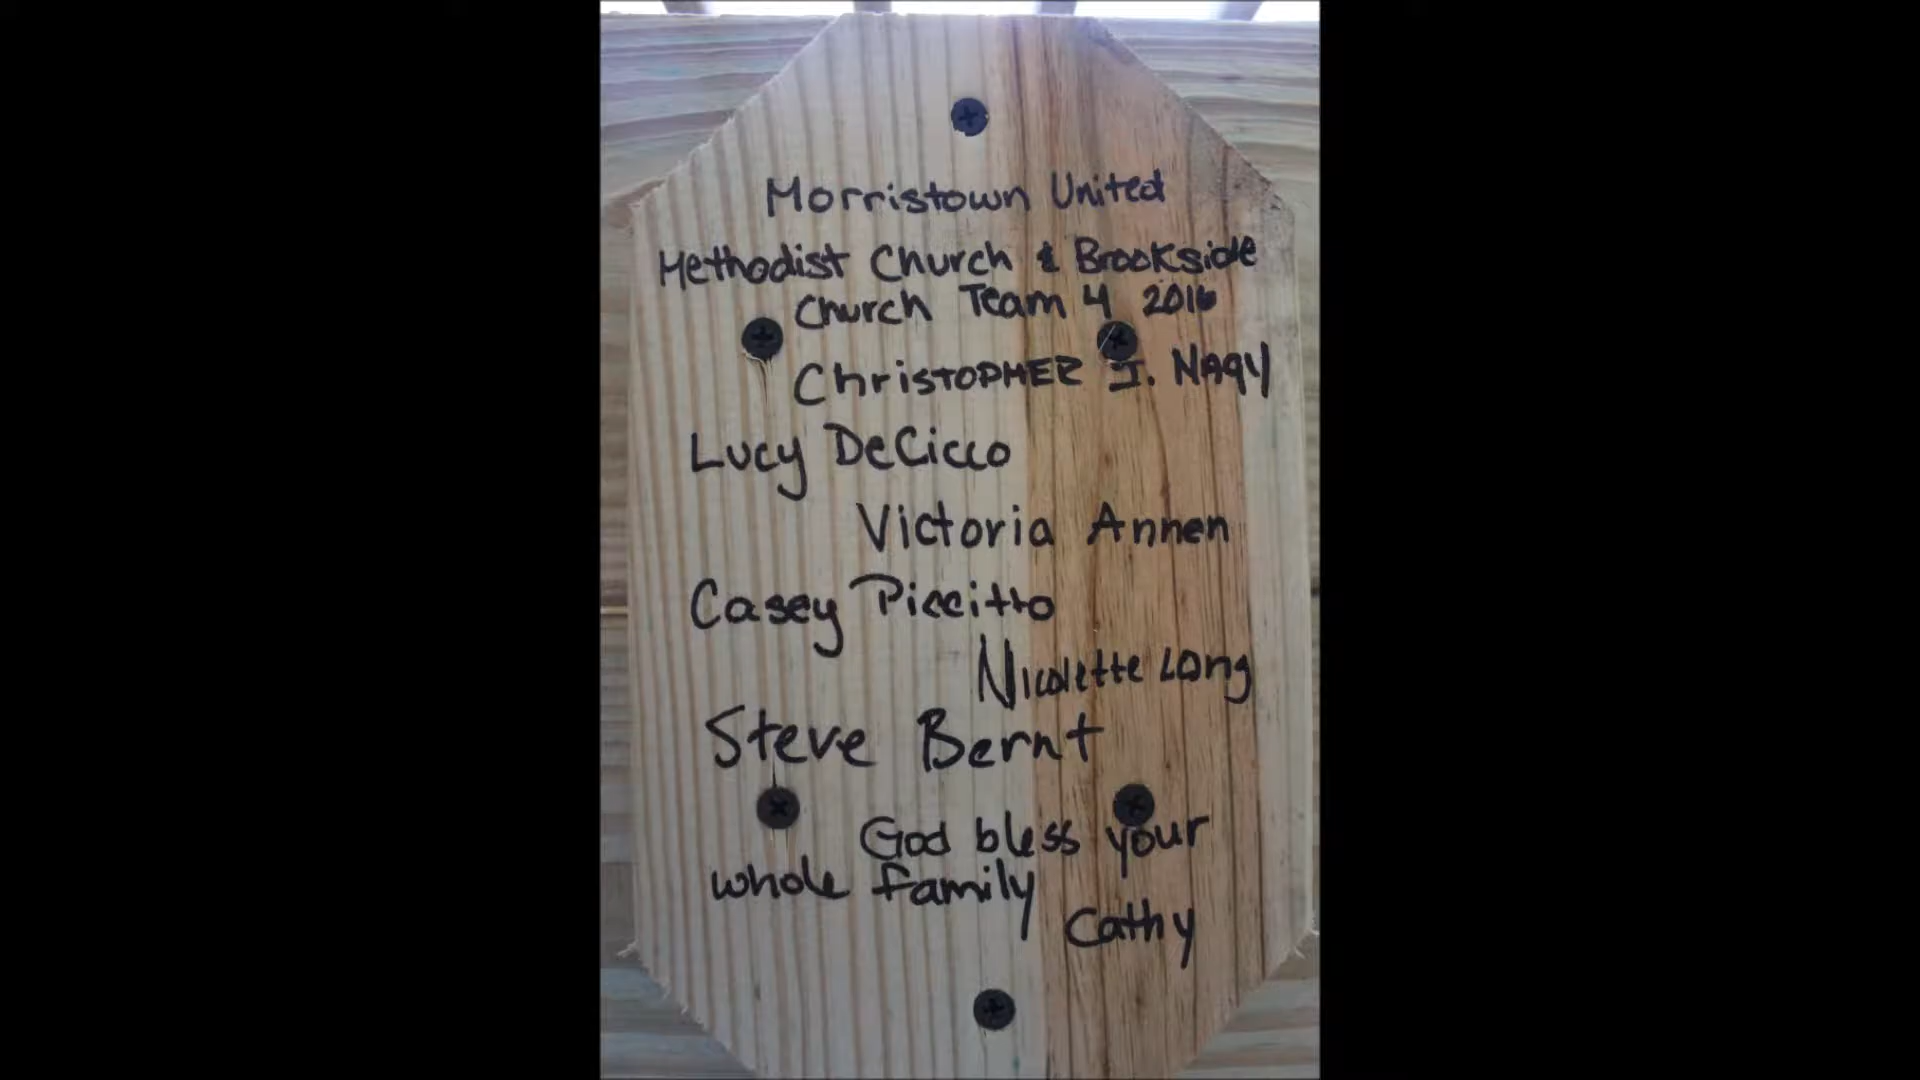 Morristown United
Methodist Church & Brookside
Church Team 4 2016
ChrisTOPHER J. NAGY
Lucy DeCicco
Victoria Annen
Casey Piccitto
Nicolette Long
Steve Bernt
God bless your
whole family
Cathy